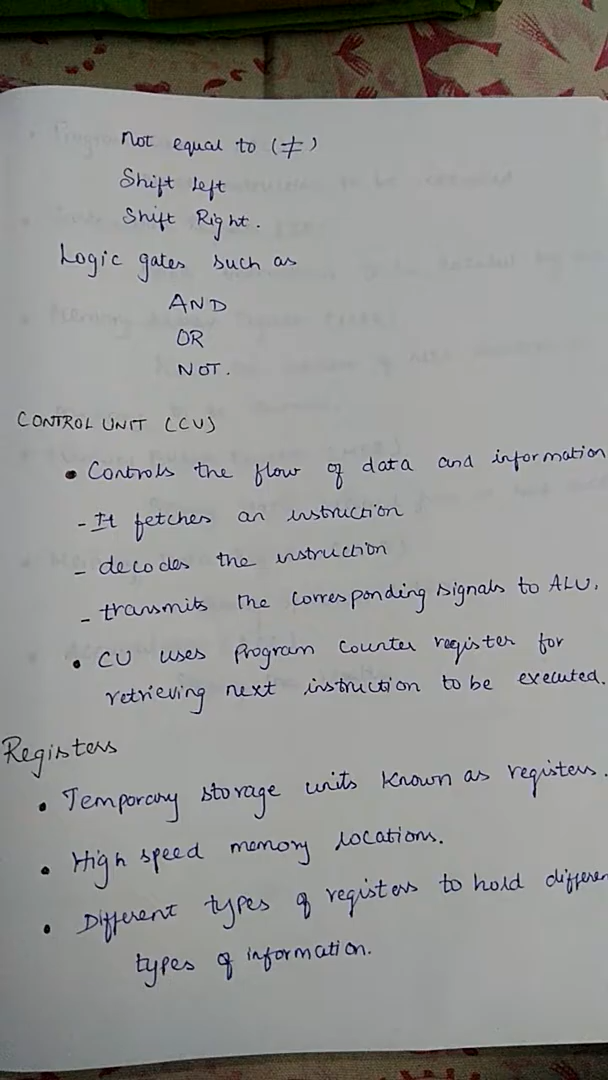 Not equal to (≠)
Shift Left
Shift Right.
Logic gates such as
AND
OR
NOT.
CONTROL UNIT (CU)
• Controls the flow of data and information
- It fetches an instruction
- decodes the instruction
- transmits the corresponding signals to ALU.
• CU uses Program Counter register for
retrieving next instruction to be executed.
Registers
• Temporary storage units known as registers.
• High speed memory locations.
• Different types of registers to hold differen
types of information.